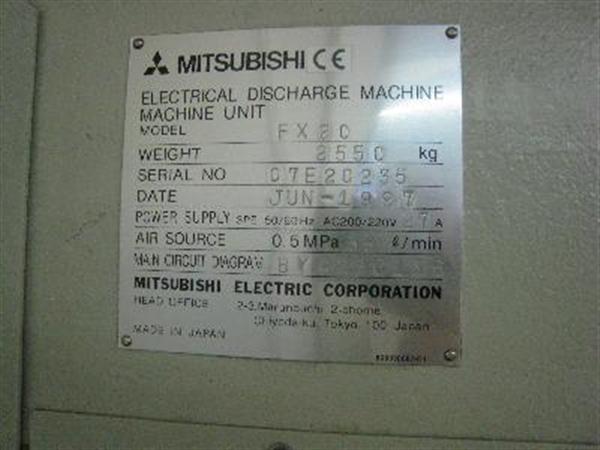 MITSUBISHI CE
ELECTRICAL DISCHARGE MACHINE
MACHINE UNIT
MODEL FX20
WEIGHT 2550 kg
SERIAL NO 07E20235
DATE JUN-1997
POWER SUPPLY 50/60Hz AC200/220V A
AIR SOURCE 0.5MPa ℓ/min
MAIN CIRCUIT DIAGRAM BY
MITSUBISHI ELECTRIC CORPORATION
HEAD OFFICE 2-3, Marunouchi 2-chome
Chiyoda-ku, Tokyo, 100 Japan
MADE IN JAPAN